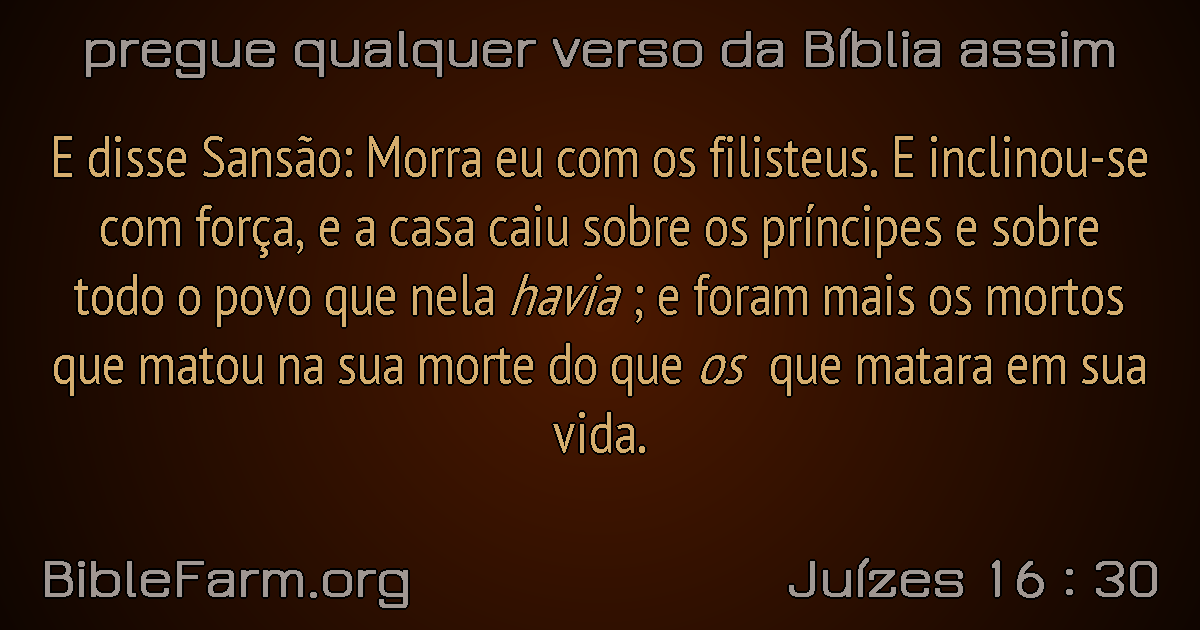 pregue qualquer verso da Bíblia assim
E disse Sansão: Morra eu com os filisteus. E inclinou-se
com força, e a casa caiu sobre os príncipes e sobre
todo o povo que nela havia ; e foram mais os mortos
que matou na sua morte do que os que matara em sua
vida.
BibleFarm.org
Juízes 16 : 30